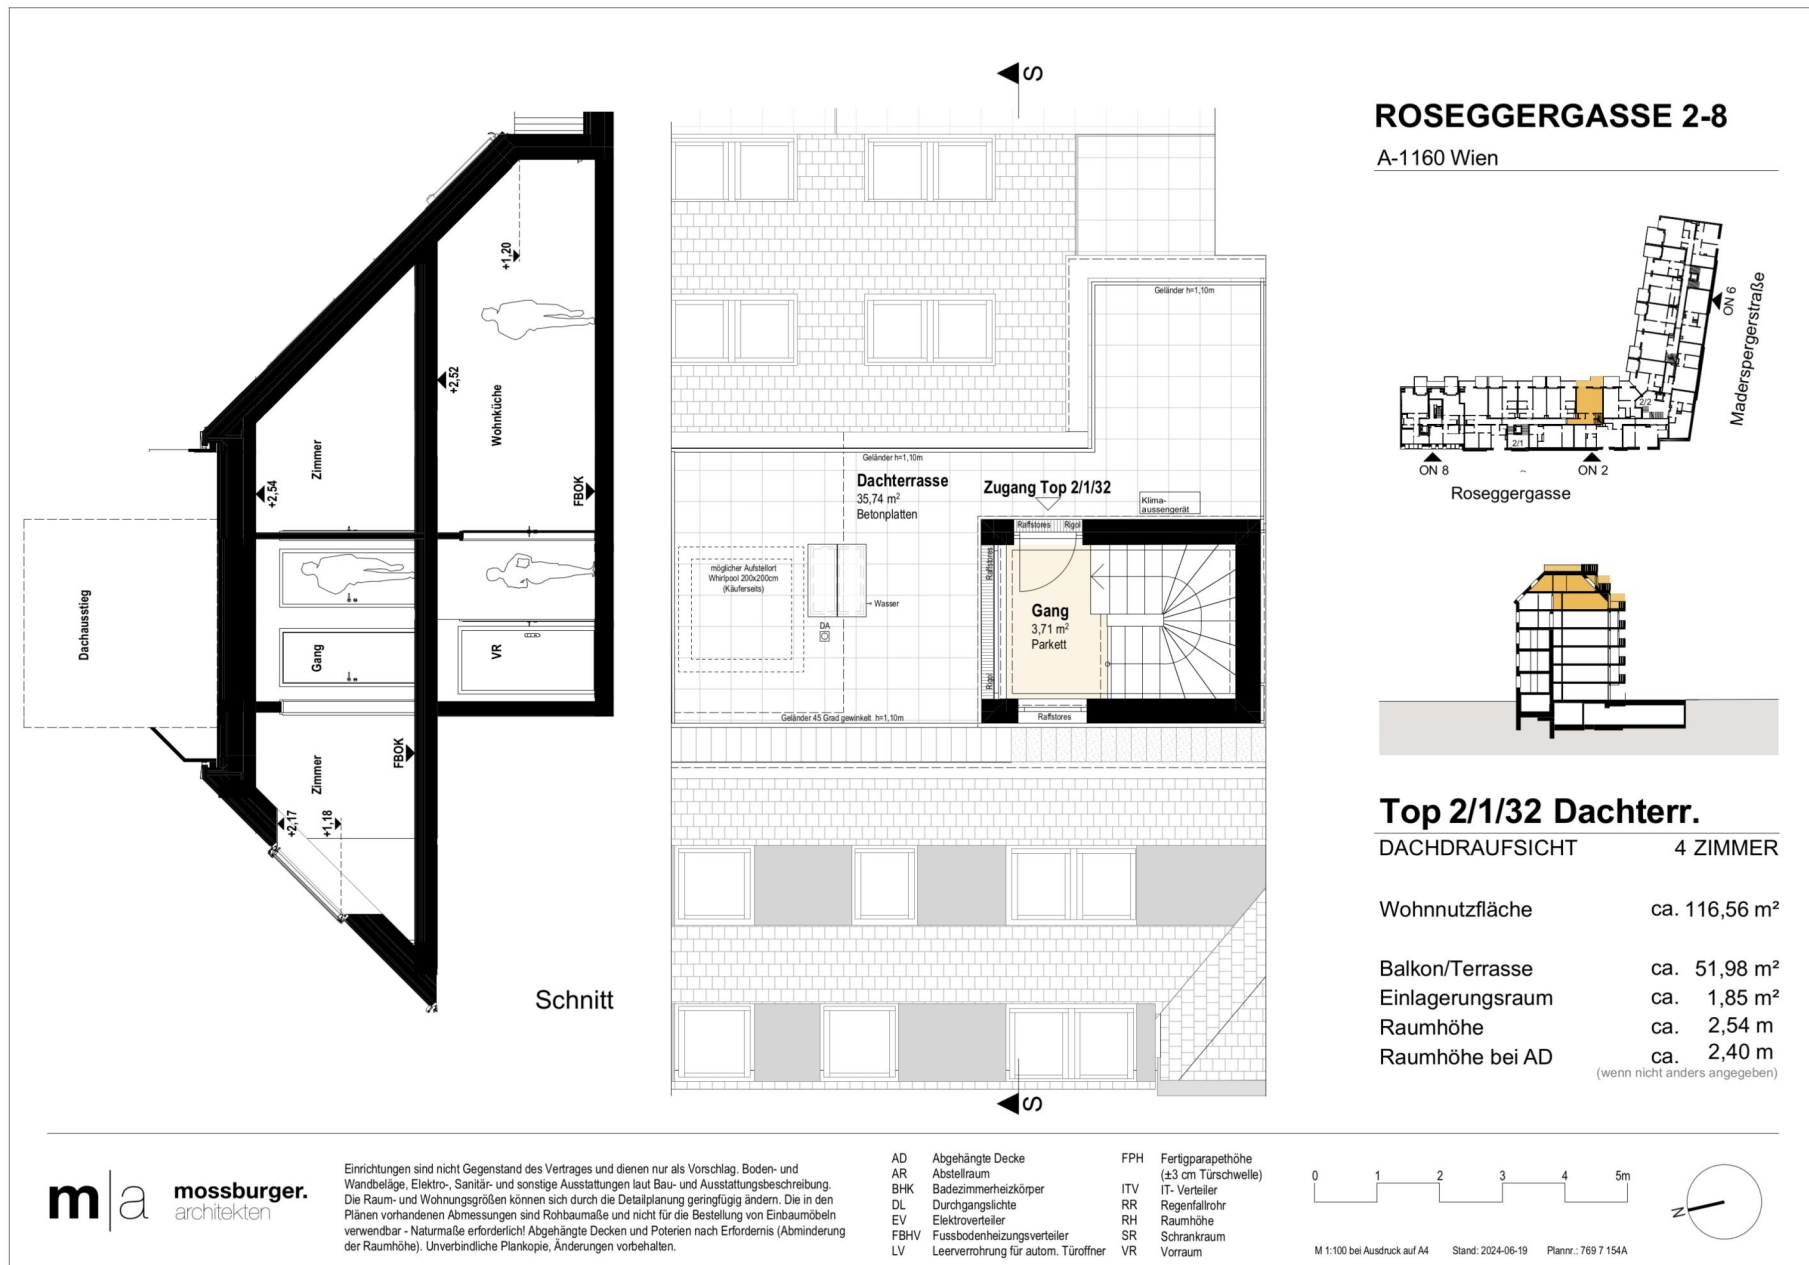 S
ROSEGGERGASSE 2-8
A-1160 Wien
Maderspergerstraße
ON 6
2/2
2/1
ON 8
ON 2
Roseggergasse
+1,20
+2,52
Wohnküche
FBOK
Zimmer
+2,54
Dachausstieg
Gang
VR
Zimmer
FBOK
+2,17
+1,18
Schnitt
Geländer h=1,10m
Geländer h=1,10m
Dachterrasse
35,74 m²
Betonplatten
Zugang Top 2/1/32
Klima-
aussengerät
Raffstores
Rigol
Raffstores
möglicher Aufstellort
Whirlpool 200x200cm
(Käuferseits)
Wasser
DA
Gang
3,71 m²
Parkett
Rigol
Raffstores
Geländer 45 Grad gewinkelt h=1,10m
S
Top 2/1/32 Dachterr.
DACHDRAUFSICHT 4 ZIMMER
Wohnnutzfläche ca. 116,56 m²
Balkon/Terrasse ca. 51,98 m²
Einlagerungsraum ca. 1,85 m²
Raumhöhe ca. 2,54 m
Raumhöhe bei AD ca. 2,40 m
(wenn nicht anders angegeben)
m|a
mossburger.
architekten
Einrichtungen sind nicht Gegenstand des Vertrages und dienen nur als Vorschlag. Boden- und
Wandbeläge, Elektro-, Sanitär- und sonstige Ausstattungen laut Bau- und Ausstattungsbeschreibung.
Die Raum- und Wohnungsgrößen können sich durch die Detailplanung geringfügig ändern. Die in den
Plänen vorhandenen Abmessungen sind Rohbaumaße und nicht für die Bestellung von Einbaumöbeln
verwendbar - Naturmaße erforderlich! Abgehängte Decken und Poterien nach Erfordernis (Abminderung
der Raumhöhe). Unverbindliche Plankopie, Änderungen vorbehalten.
AD Abgehängte Decke
AR Abstellraum
BHK Badezimmerheizkörper
DL Durchgangslichte
EV Elektroverteiler
FBHV Fussbodenheizungsverteiler
LV Leerverrohrung für autom. Türöffner
FPH Fertigparapethöhe
(±3 cm Türschwelle)
ITV IT- Verteiler
RR Regenfallrohr
RH Raumhöhe
SR Schrankraum
VR Vorraum
0 1 2 3 4 5m
M 1:100 bei Ausdruck auf A4 Stand: 2024-06-19 Plannr.: 769 7 154A
N